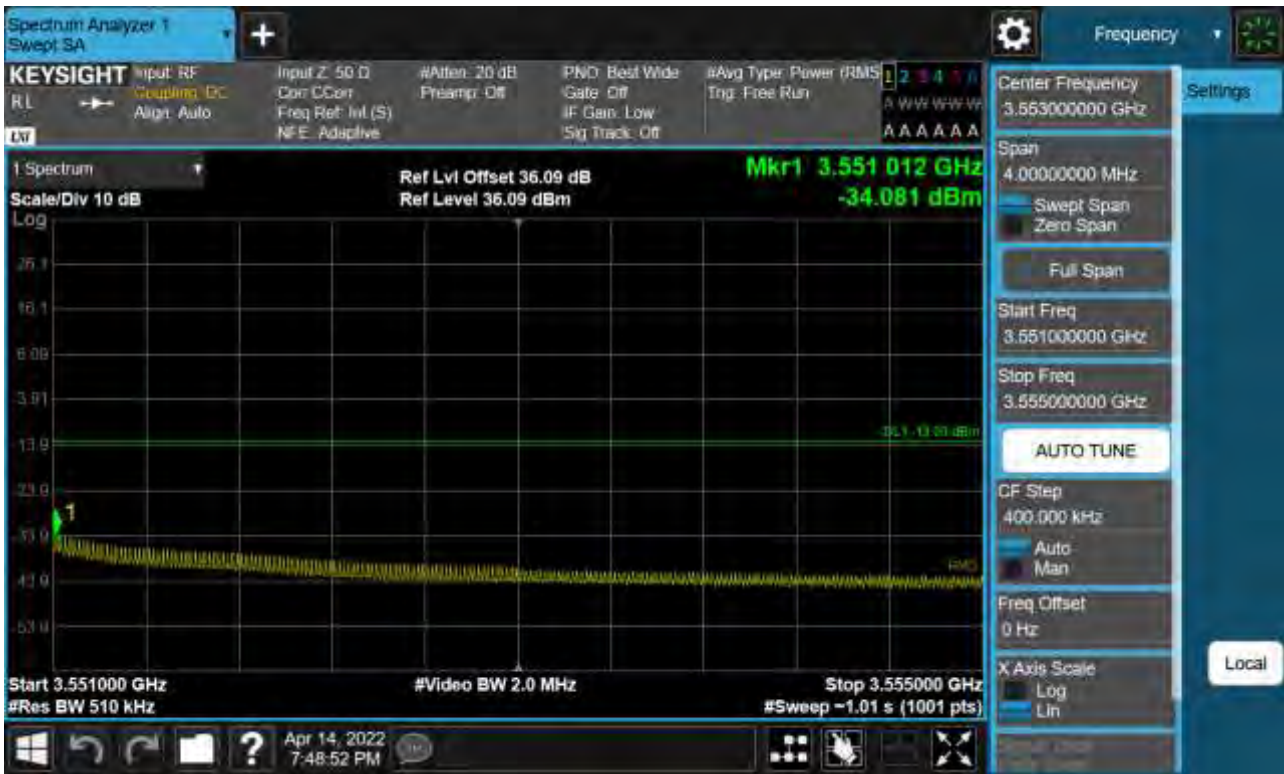 Spectrum Analyzer 1
Swept SA
+
Frequency
KEYSIGHT
RL
Input: RF
Coupling: DC
Align: Auto
Input Z: 50 Ω
Corr CCorr
Freq Ref: Int (S)
NFE: Adaptive
#Atten: 20 dB
Preamp: Off
PNO: Best Wide
Gate: Off
IF Gain: Low
Sig Track: Off
#Avg Type: Power (RMS
Trig: Free Run
1 2 3 4 5 6
A W W W W W
A A A A A A
1 Spectrum
Scale/Div 10 dB
Log
Ref Lvl Offset 36.09 dB
Ref Level 36.09 dBm
Mkr1 3.551 012 GHz
-34.081 dBm
26.1
16.1
6.09
-3.91
-13.9
-23.9
-33.9
-43.9
-53.9
1
Start 3.551000 GHz
#Res BW 510 kHz
#Video BW 2.0 MHz
Stop 3.555000 GHz
#Sweep ~1.01 s (1001 pts)
Center Frequency
3.553000000 GHz
Settings
Span
4.00000000 MHz
Swept Span
Zero Span
Full Span
Start Freq
3.551000000 GHz
Stop Freq
3.555000000 GHz
AUTO TUNE
CF Step
400.000 kHz
Auto
Man
Freq Offset
0 Hz
X Axis Scale
Log
Lin
Local
?
Apr 14, 2022
7:48:52 PM